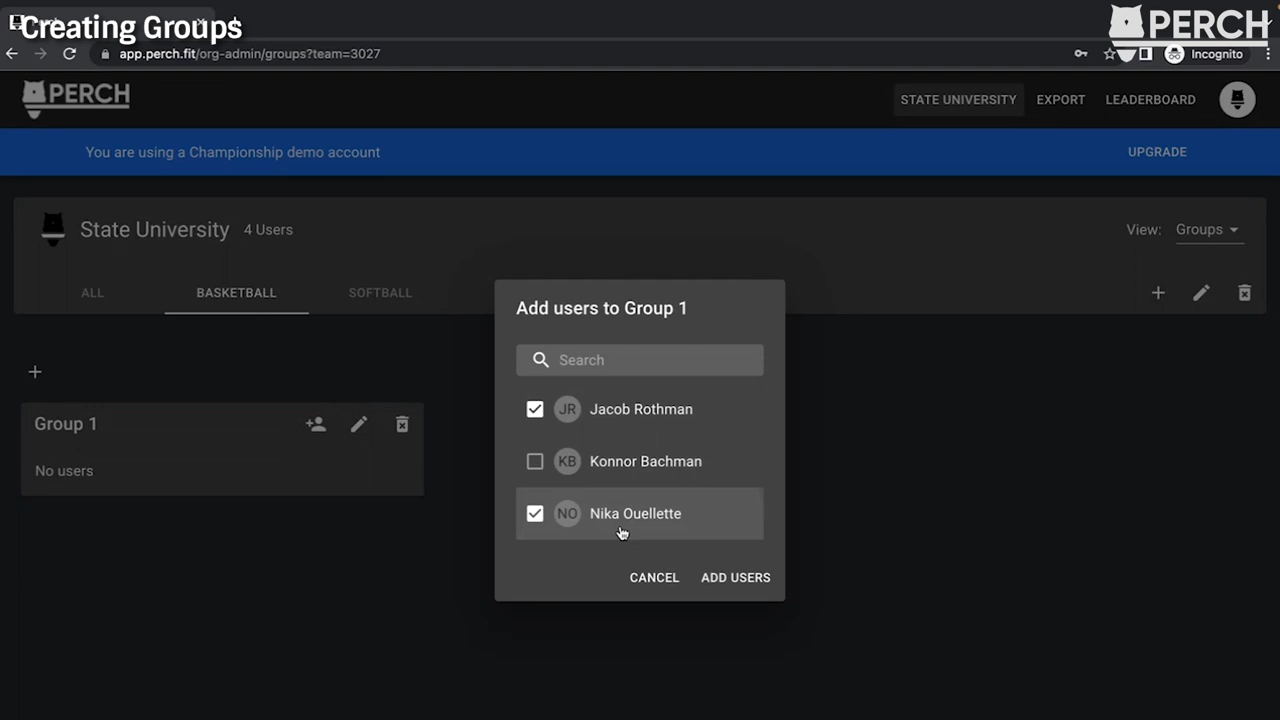 Creating Groups
PERCH
app.perch.fit/org-admin/groups?team=3027
Incognito
PERCH
STATE UNIVERSITY
EXPORT
LEADERBOARD
You are using a Championship demo account
UPGRADE
State University
4 Users
View:
Groups
ALL
BASKETBALL
SOFTBALL
Group 1
No users
Add users to Group 1
Search
JR Jacob Rothman
KB Konnor Bachman
NO Nika Ouellette
CANCEL
ADD USERS